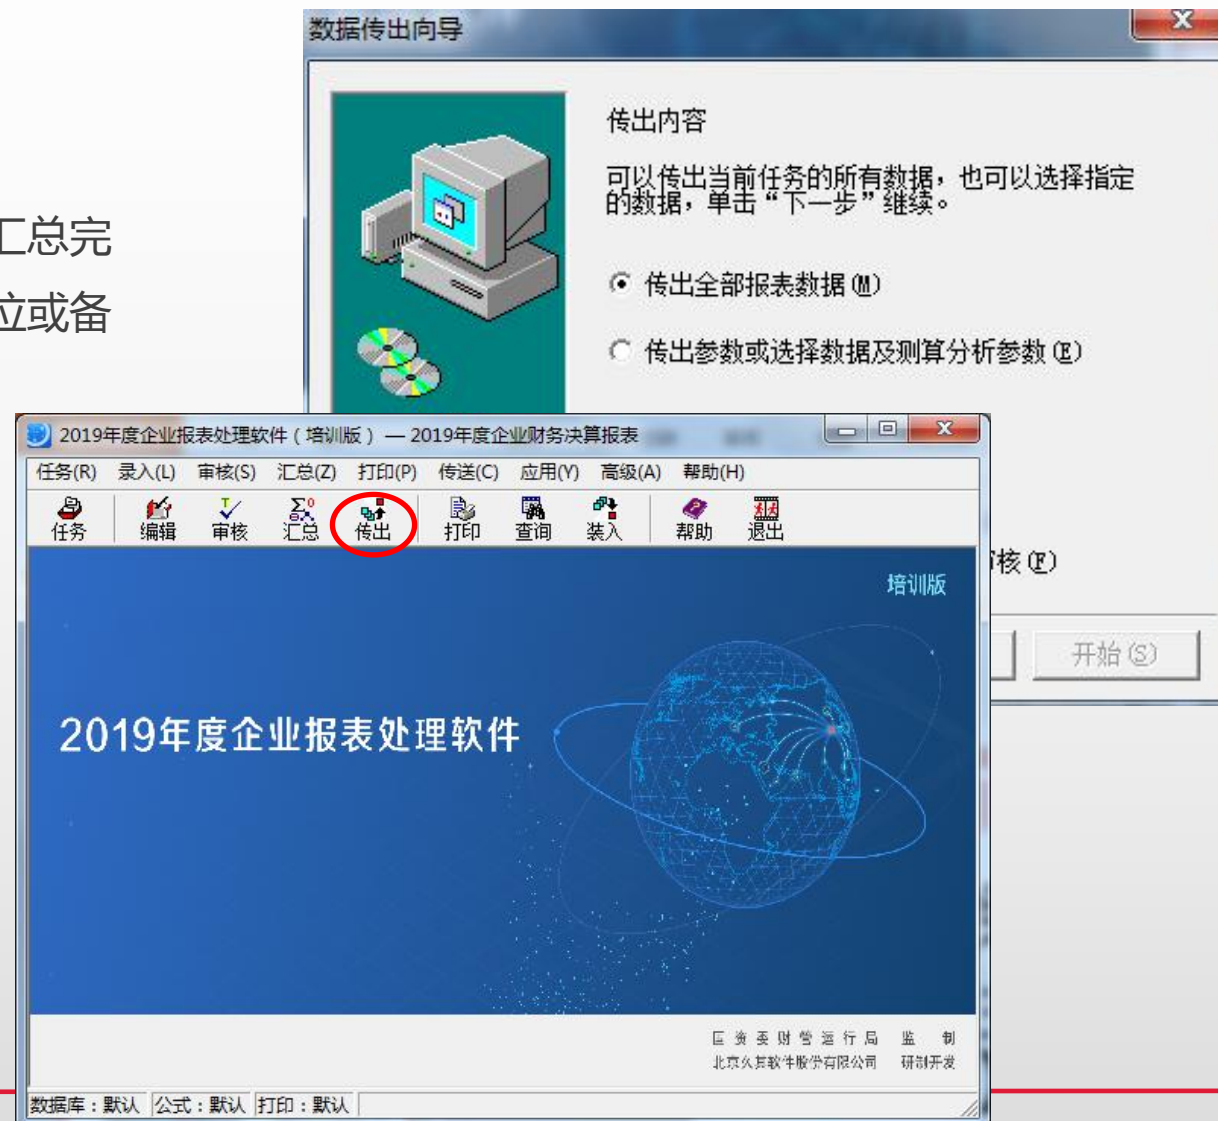 数据传出向导
传出内容
可以传出当前任务的所有数据，也可以选择指定
的数据，单击“下一步”继续。
传出全部报表数据(M)
传出参数或选择数据及测算分析参数(E)
汇总完
位或备
2019年度企业报表处理软件（培训版） — 2019年度企业财务决算报表
任务(R) 录入(L) 审核(S) 汇总(Z) 打印(P) 传送(C) 应用(Y) 高级(A) 帮助(H)
任务 编辑 审核 汇总 传出 打印 查询 装入 帮助 退出
核(F)
培训版
开始(S)
2019年度企业报表处理软件
国资委财管运行局 监 制
北京久其软件股份有限公司 研制开发
数据库：默认 公式：默认 打印：默认